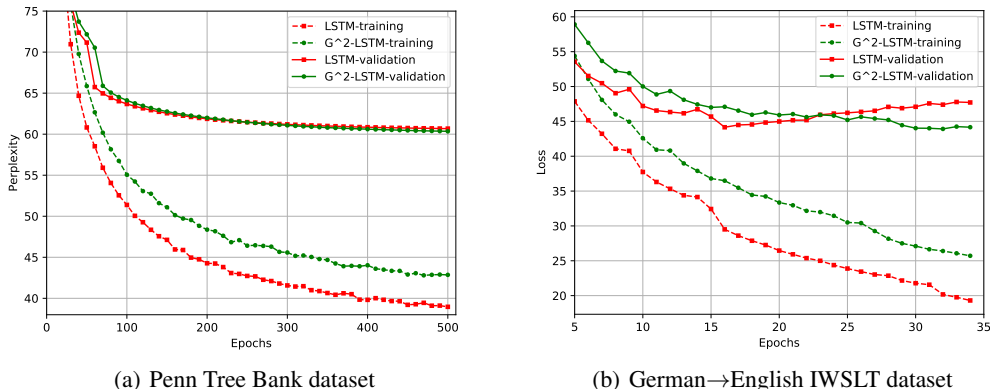 LSTM-training
G^2-LSTM-training
LSTM-validation
G^2-LSTM-validation
75
70
65
60
55
50
45
40
Perplexity
0 100 200 300 400 500
Epochs
(a) Penn Tree Bank dataset
LSTM-training
G^2-LSTM-training
LSTM-validation
G^2-LSTM-validation
60
55
50
45
40
35
30
25
20
Loss
5 10 15 20 25 30 35
Epochs
(b) German→English IWSLT dataset